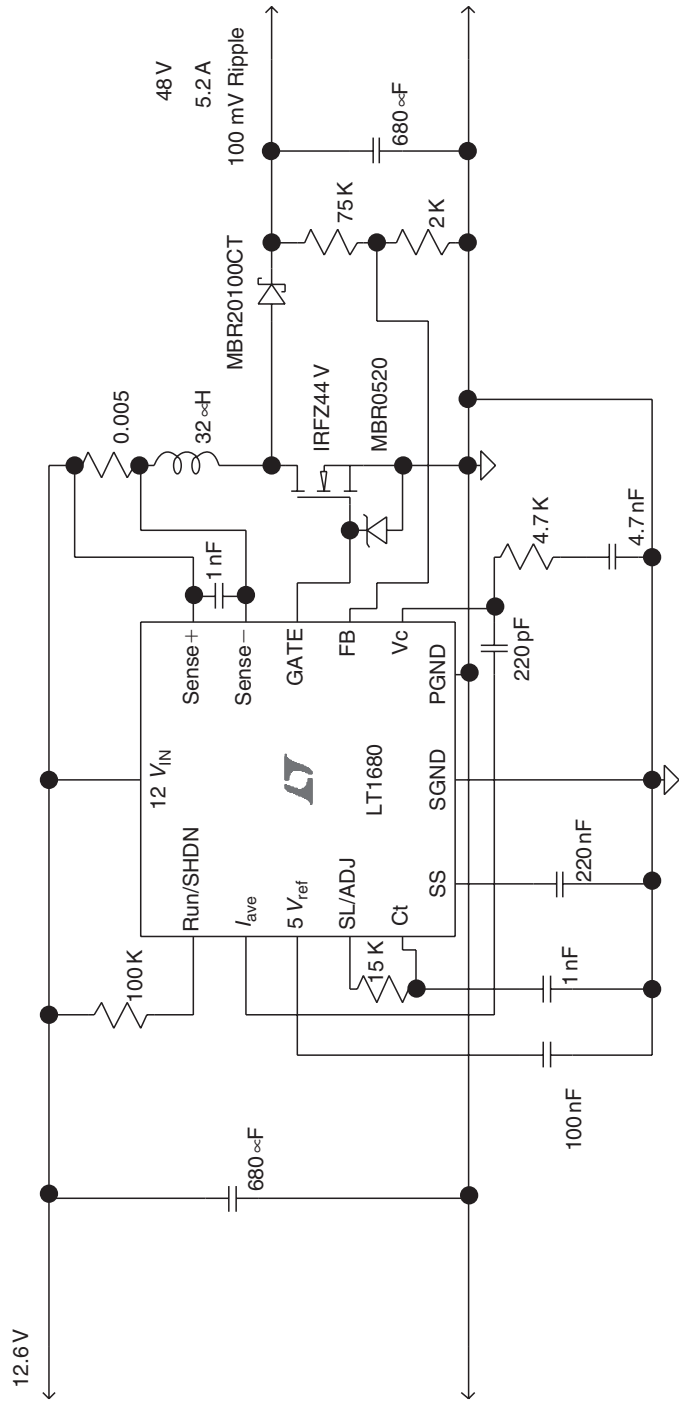 12.6 V
680 ∝F
100 K
12 V_IN
Run/SHDN
I_ave
5 V_ref
SL/ADJ
Ct
SS
SGND
PGND
LT1680
Sense+
Sense−
GATE
FB
Vc
15 K
100 nF
1 nF
220 nF
220 pF
4.7 K
4.7 nF
1 nF
0.005
32 ∝H
IRFZ44 V
MBR0520
MBR20100CT
75 K
2 K
680 ∝F
48 V
5.2 A
100 mV Ripple